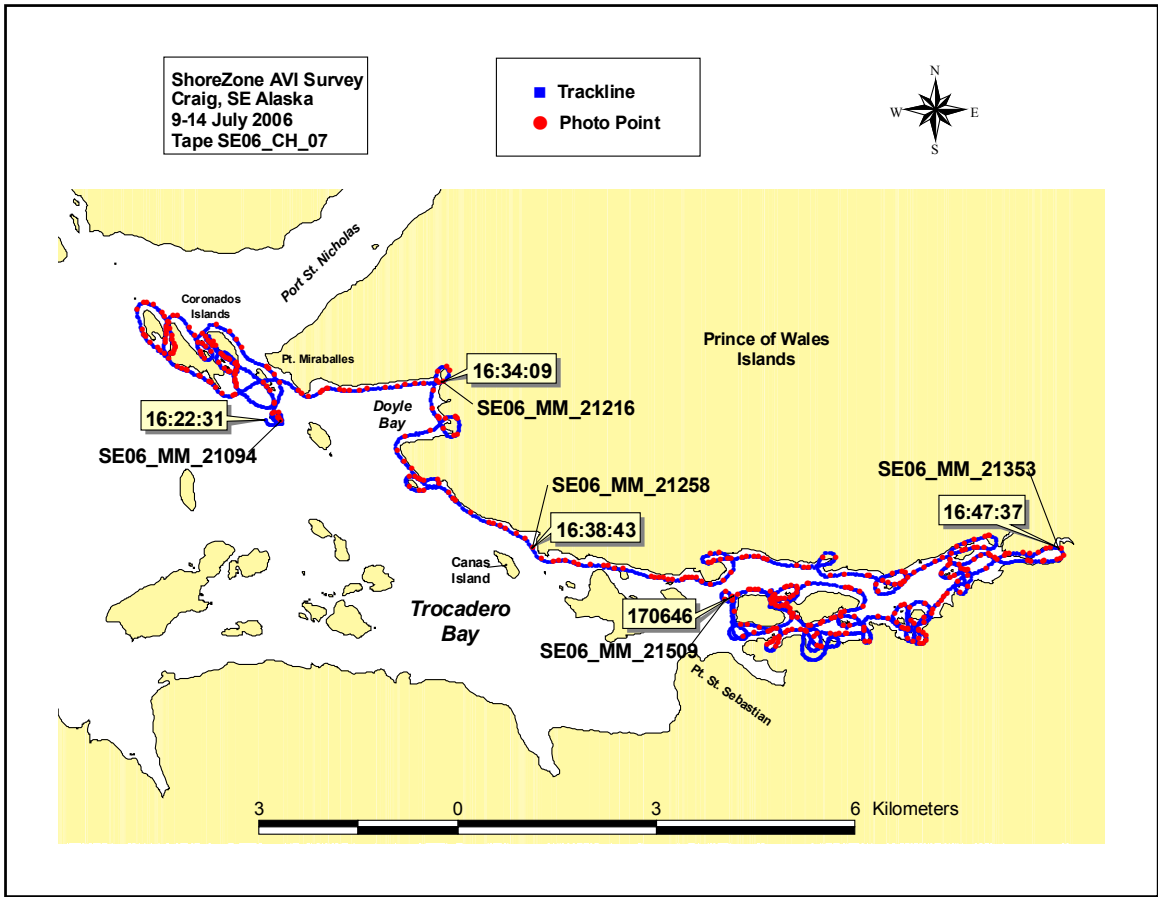 ShoreZone AVI Survey
Craig, SE Alaska
9-14 July 2006
Tape SE06_CH_07
Trackline
Photo Point
N
W
E
S
Port St. Nicholas
Coronados
Islands
Pt. Miraballes
Prince of Wales
Islands
16:34:09
SE06_MM_21216
Doyle
Bay
16:22:31
SE06_MM_21094
SE06_MM_21258
16:38:43
SE06_MM_21353
16:47:37
Canas
Island
Trocadero
Bay
170646
SE06_MM_21509
Pt. St. Sebastian
3 0 3 6 Kilometers